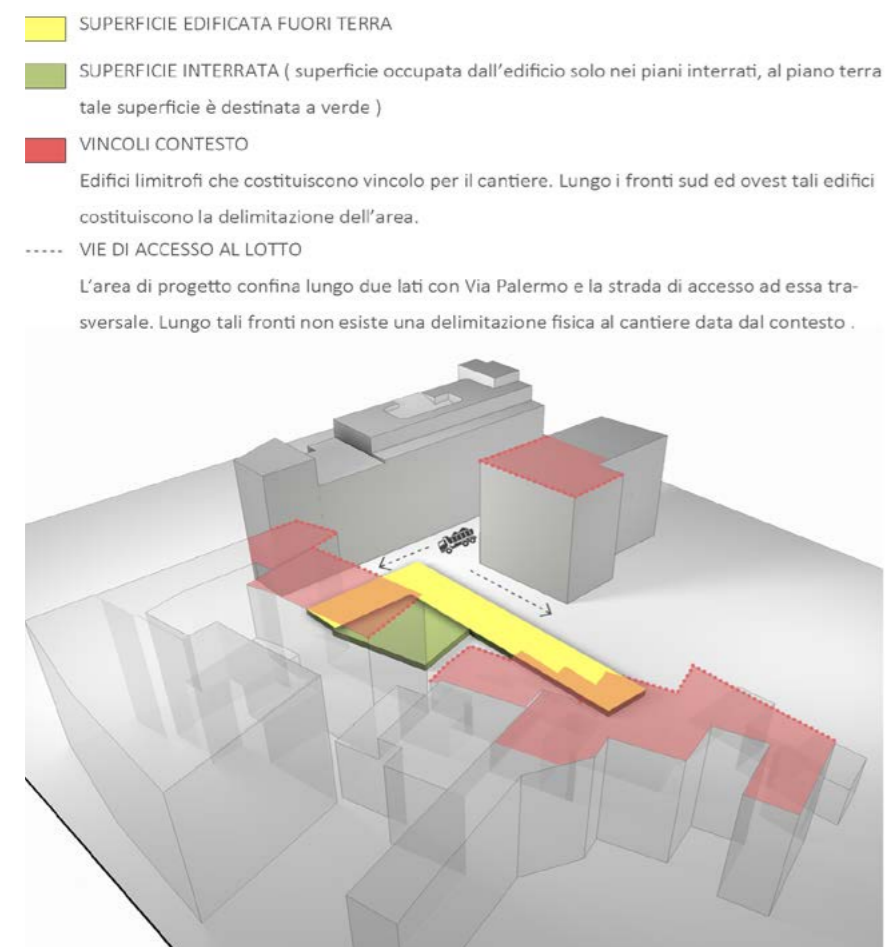 SUPERFICIE EDIFICATA FUORI TERRA
SUPERFICIE INTERRATA ( superficie occupata dall'edificio solo nei piani interrati, al piano terra
tale superficie è destinata a verde )
VINCOLI CONTESTO
Edifici limitrofi che costituiscono vincolo per il cantiere. Lungo i fronti sud ed ovest tali edifici
costituiscono la delimitazione dell'area.
VIE DI ACCESSO AL LOTTO
L'area di progetto confina lungo due lati con Via Palermo e la strada di accesso ad essa tra-
sversale. Lungo tali fronti non esiste una delimitazione fisica al cantiere data dal contesto .